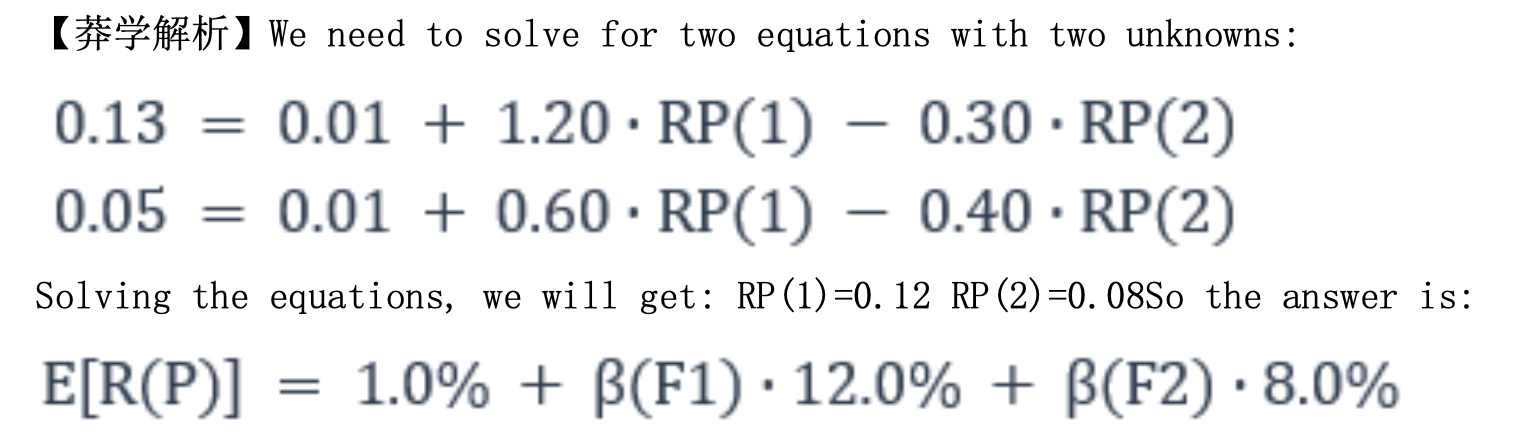 【莽学解析】We need to solve for two equations with two unknowns:
0.13 = 0.01 + 1.20 · RP(1) − 0.30 · RP(2)
0.05 = 0.01 + 0.60 · RP(1) − 0.40 · RP(2)
Solving the equations, we will get: RP(1)=0.12 RP(2)=0.08So the answer is:
E[R(P)] = 1.0% + β(F1) · 12.0% + β(F2) · 8.0%